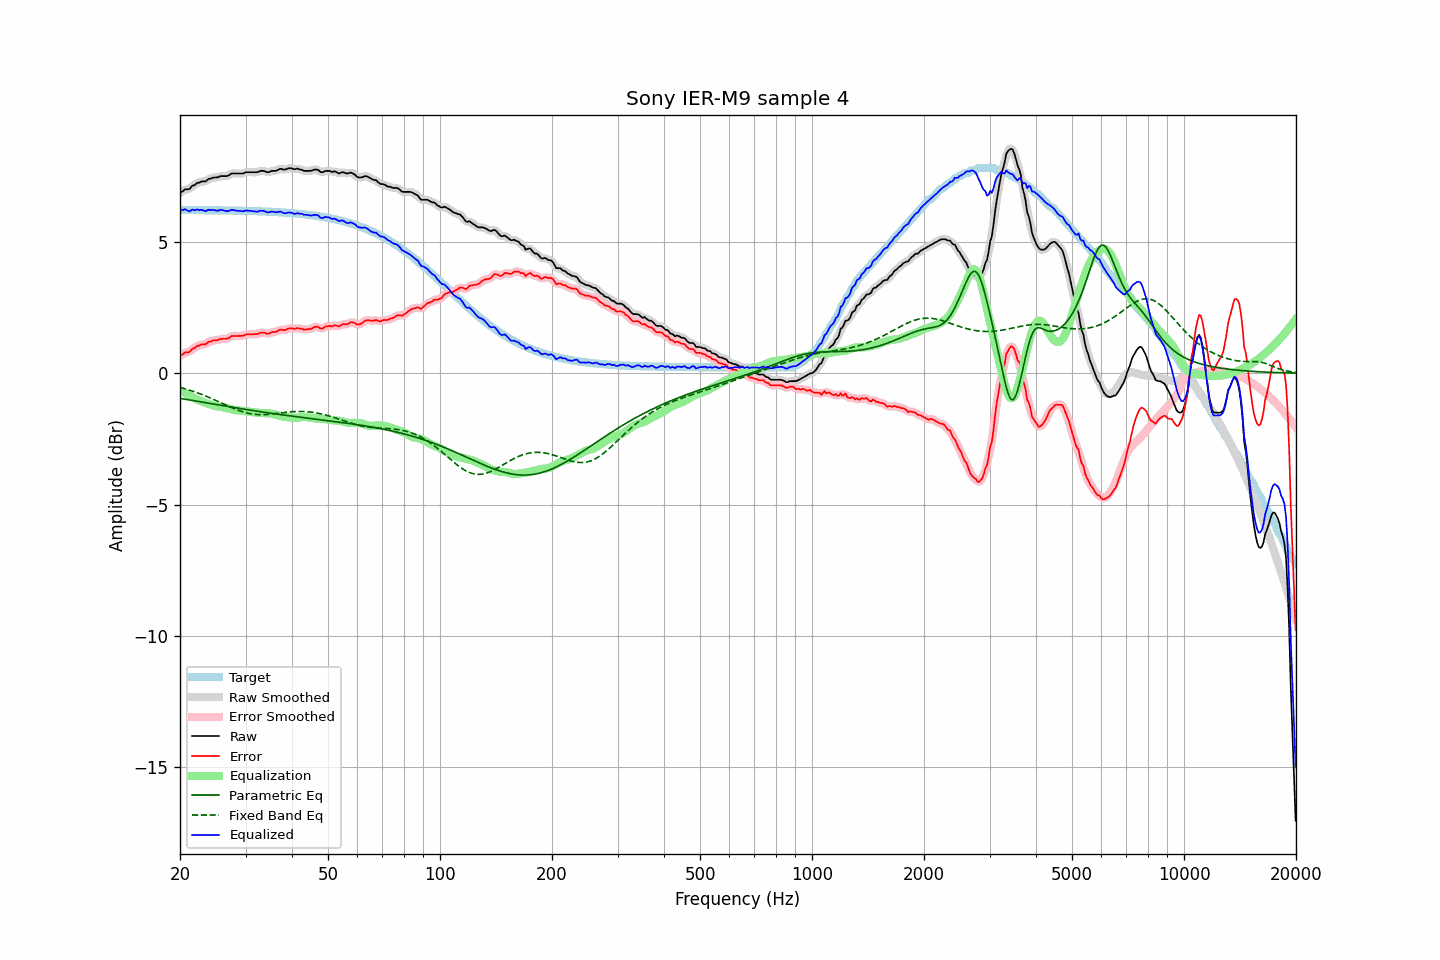 Sony IER-M9 sample 4
Amplitude (dBr)
5
0
−5
−10
−15
Target
Raw Smoothed
Error Smoothed
Raw
Error
Equalization
Parametric Eq
Fixed Band Eq
Equalized
20 50 100 200 500 1000 2000 5000 10000 20000
Frequency (Hz)